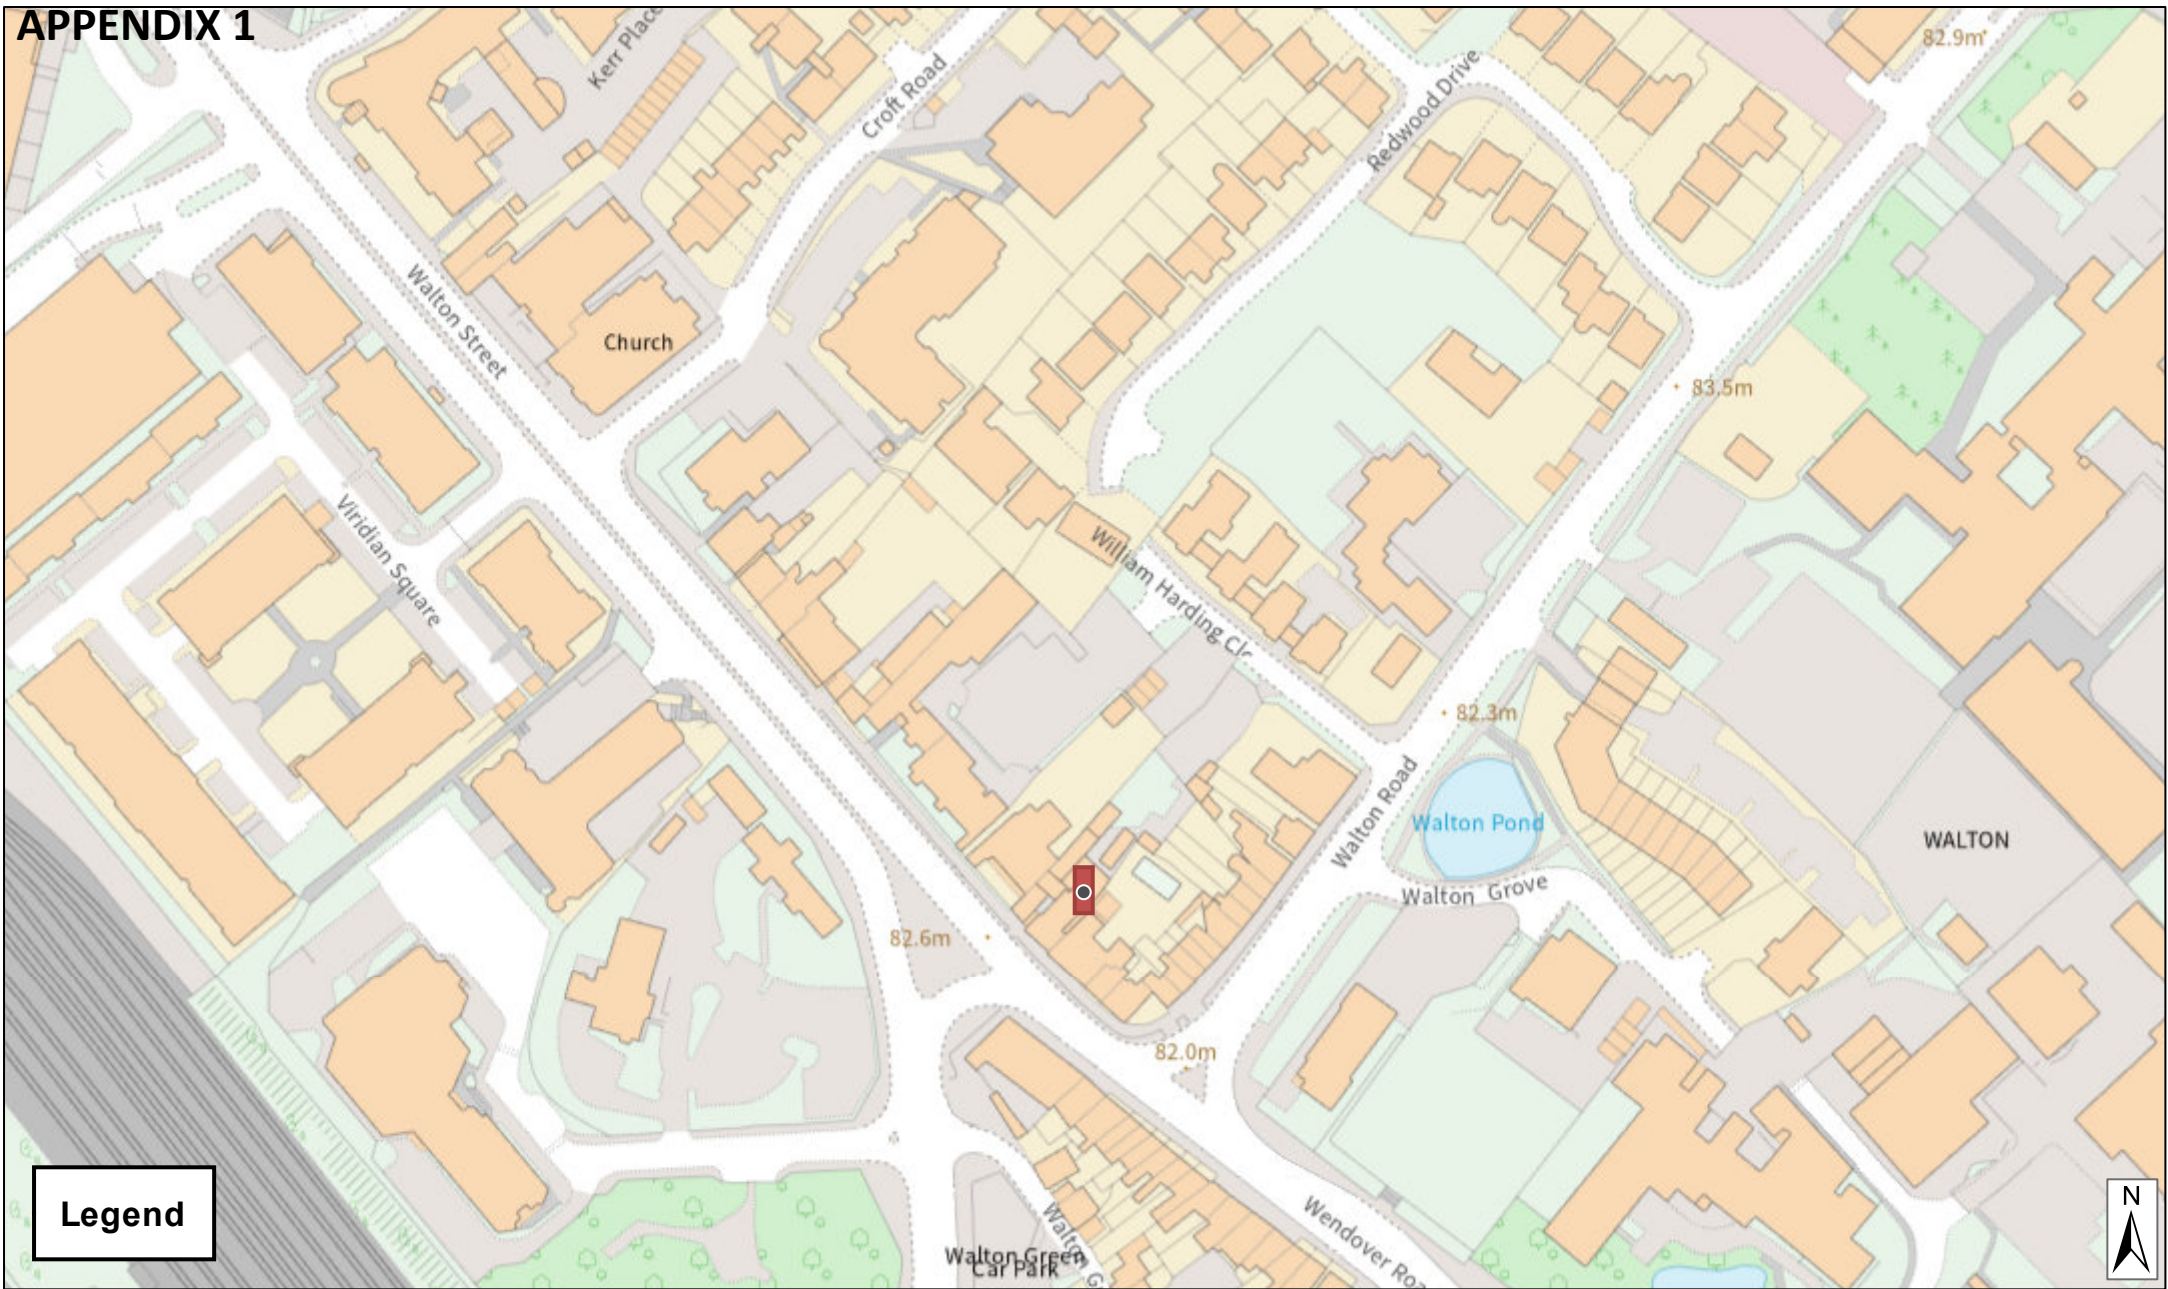 APPENDIX 1
Kerr Place
Croft Road
Redwood Drive
82.9m
Walton Street
Church
83.5m
Viridian Square
William Harding Clo
82.3m
Walton Road
Walton Pond
WALTON
Walton Grove
82.6m
82.0m
Legend
Walton Green
Car Park
Walton G
Wendover Roa
N